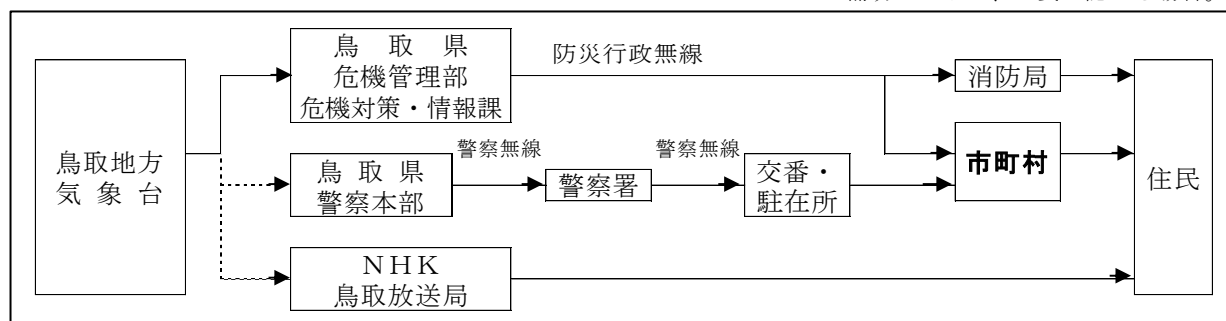 鳥取県
危機管理部
危機対策・情報課
防災行政無線
消防局
鳥取地方
気象台
鳥取県
警察本部
警察無線
警察署
警察無線
交番・
駐在所
市町村
住民
ＮＨＫ
鳥取放送局